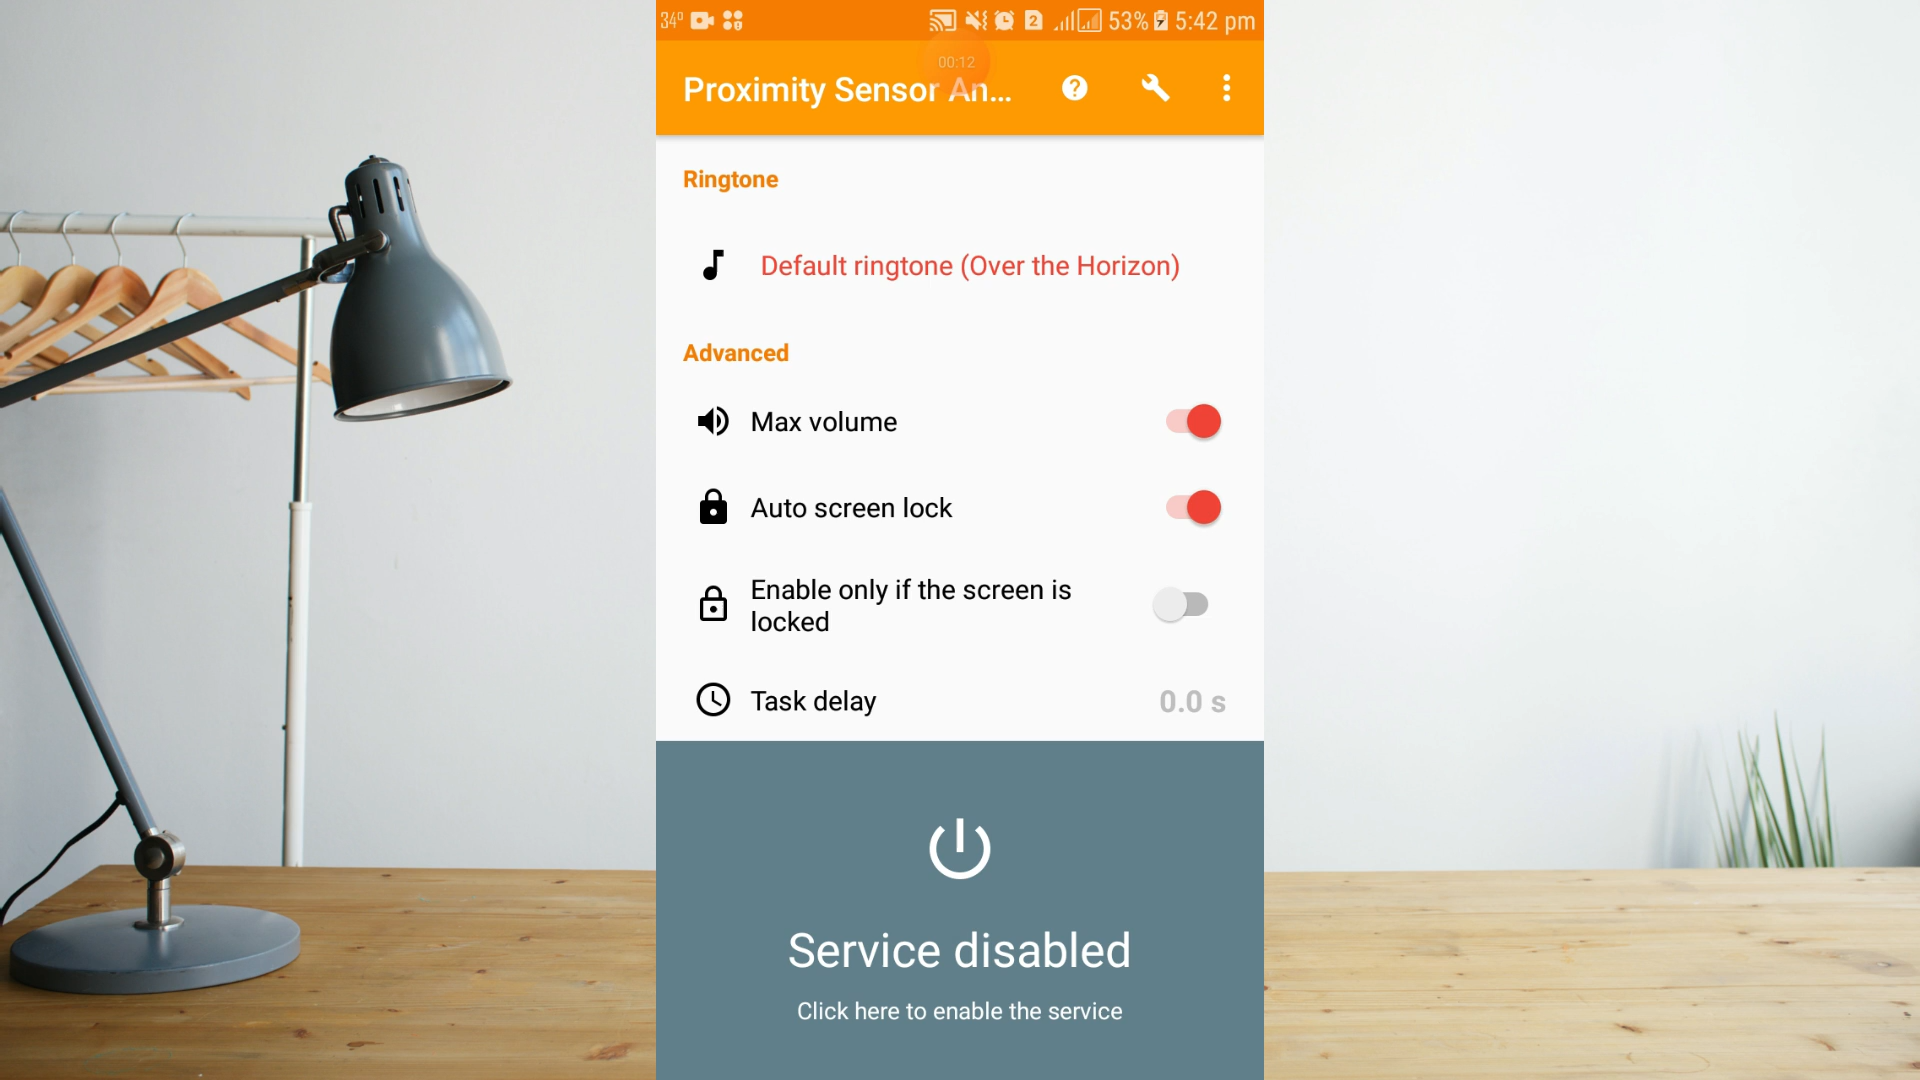 34° 2 53% 5:42 pm
00:12
Proximity Sensor An...
Ringtone
Default ringtone (Over the Horizon)
Advanced
Max volume
Auto screen lock
Enable only if the screen is
locked
Task delay 0.0 s
Service disabled
Click here to enable the service